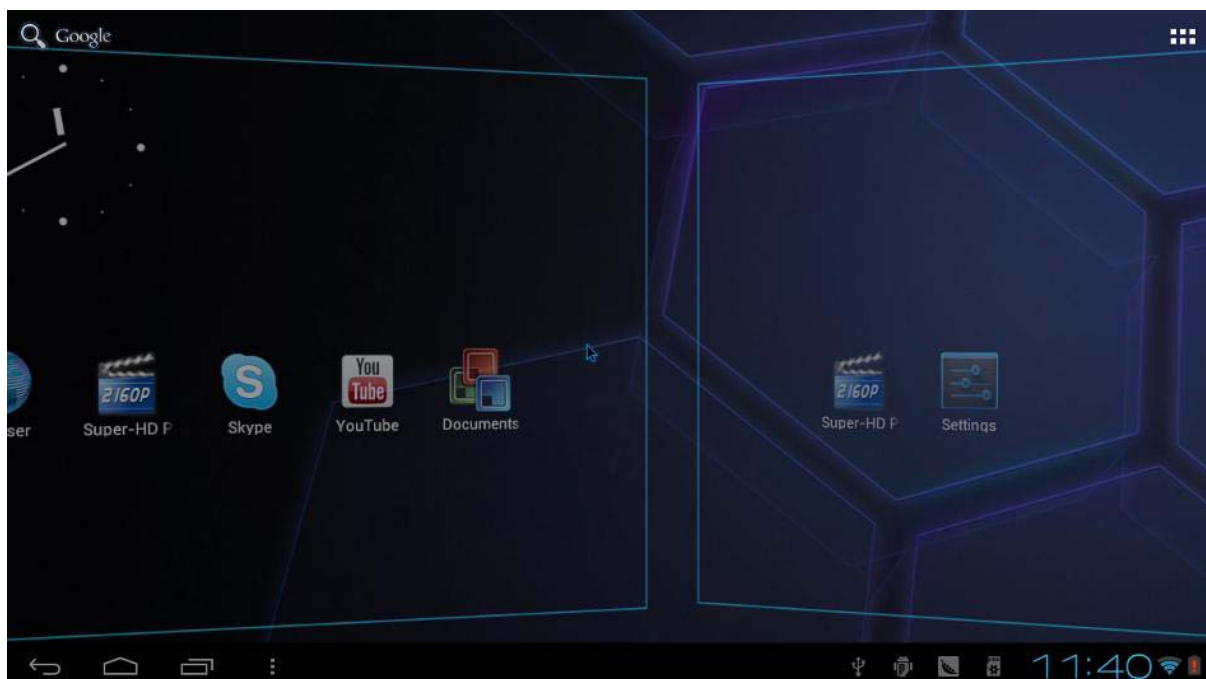 Google
2160P
S
You
Tube
2160P
ser
Super-HD P
Skype
YouTube
Documents
Super-HD P
Settings
11:40